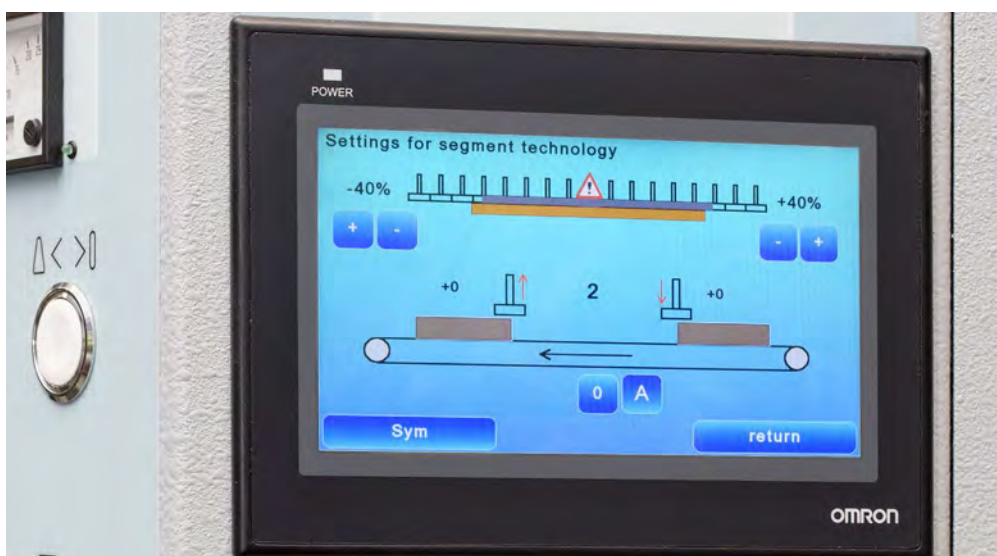 POWER
Settings for segment technology
-40%
+40%
+ -
- +
+0
2
+0
0 A
Sym
return
OMRON